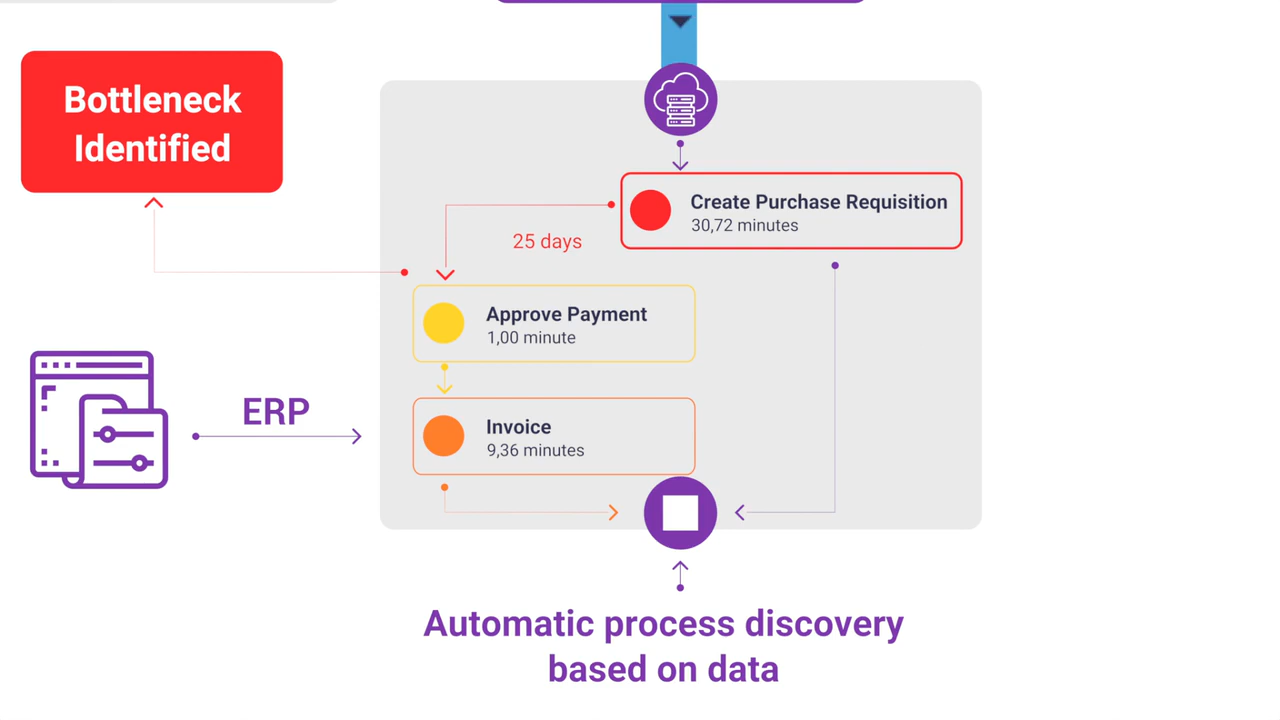 Bottleneck
Identified
Create Purchase Requisition
30,72 minutes
25 days
Approve Payment
1,00 minute
ERP
Invoice
9,36 minutes
Automatic process discovery
based on data